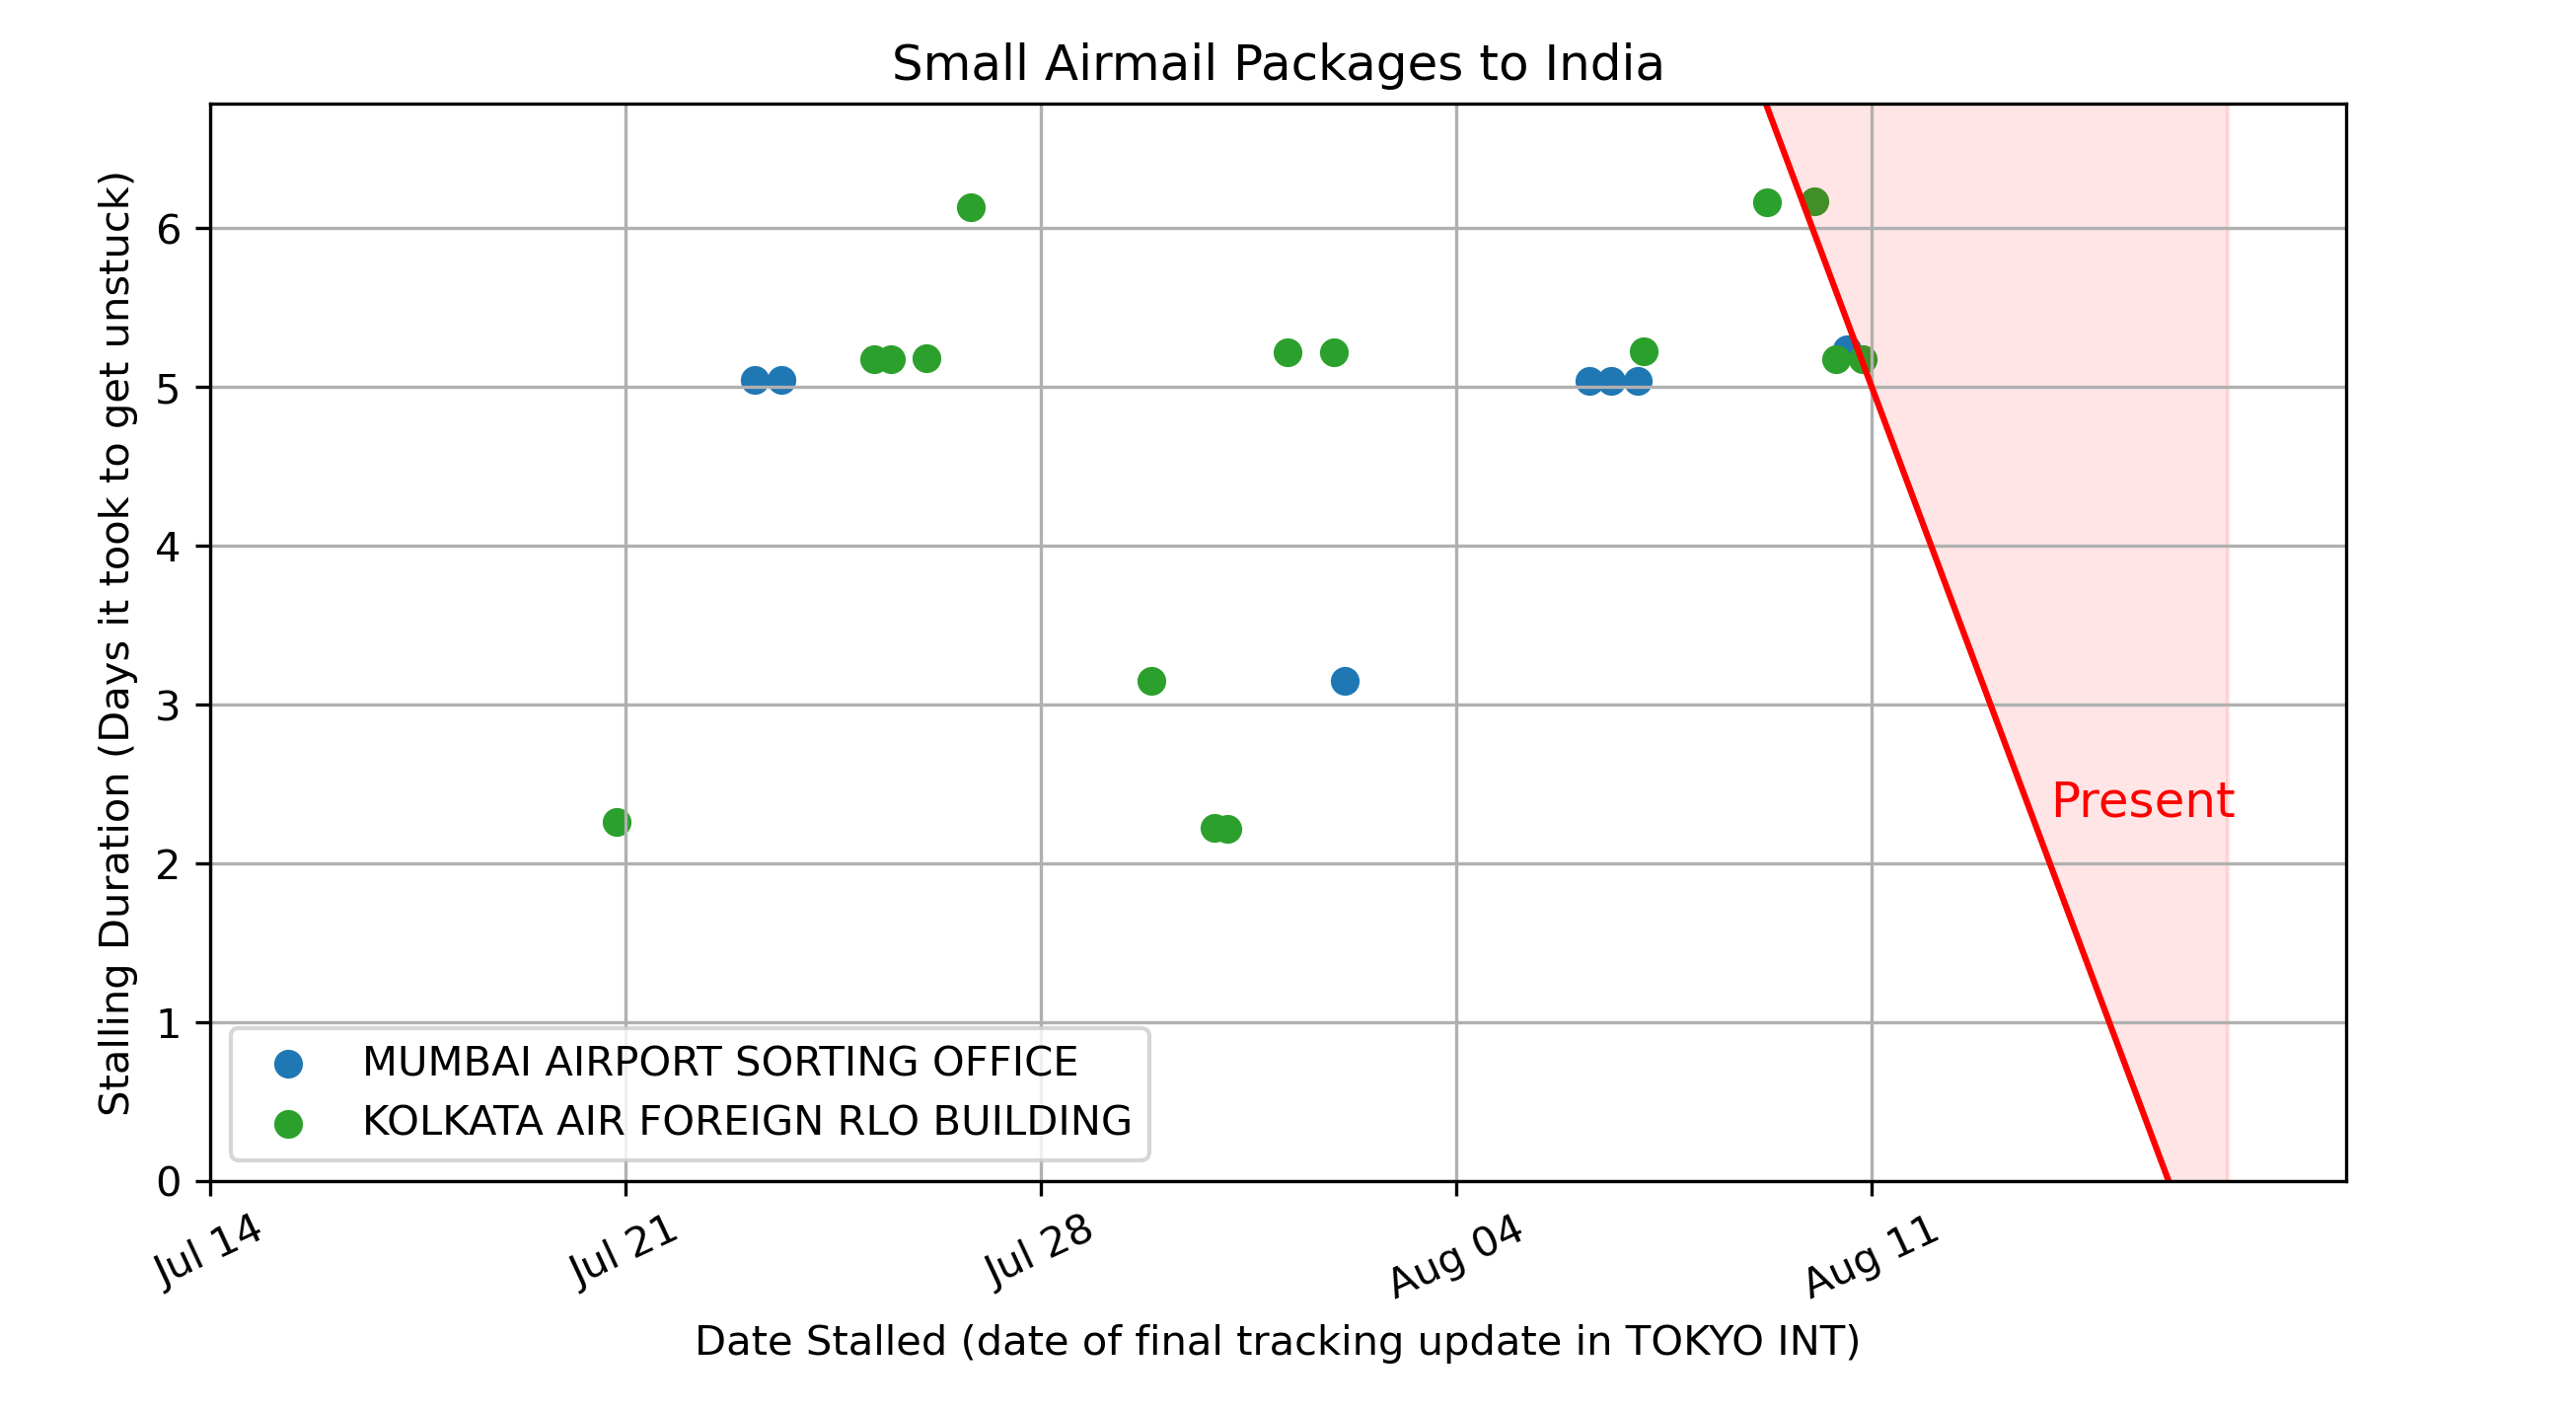 Small Airmail Packages to India
Stalling Duration (Days it took to get unstuck)
6
5
4
3
2
1
0
Present
MUMBAI AIRPORT SORTING OFFICE
KOLKATA AIR FOREIGN RLO BUILDING
Jul 14
Jul 21
Jul 28
Aug 04
Aug 11
Date Stalled (date of final tracking update in TOKYO INT)